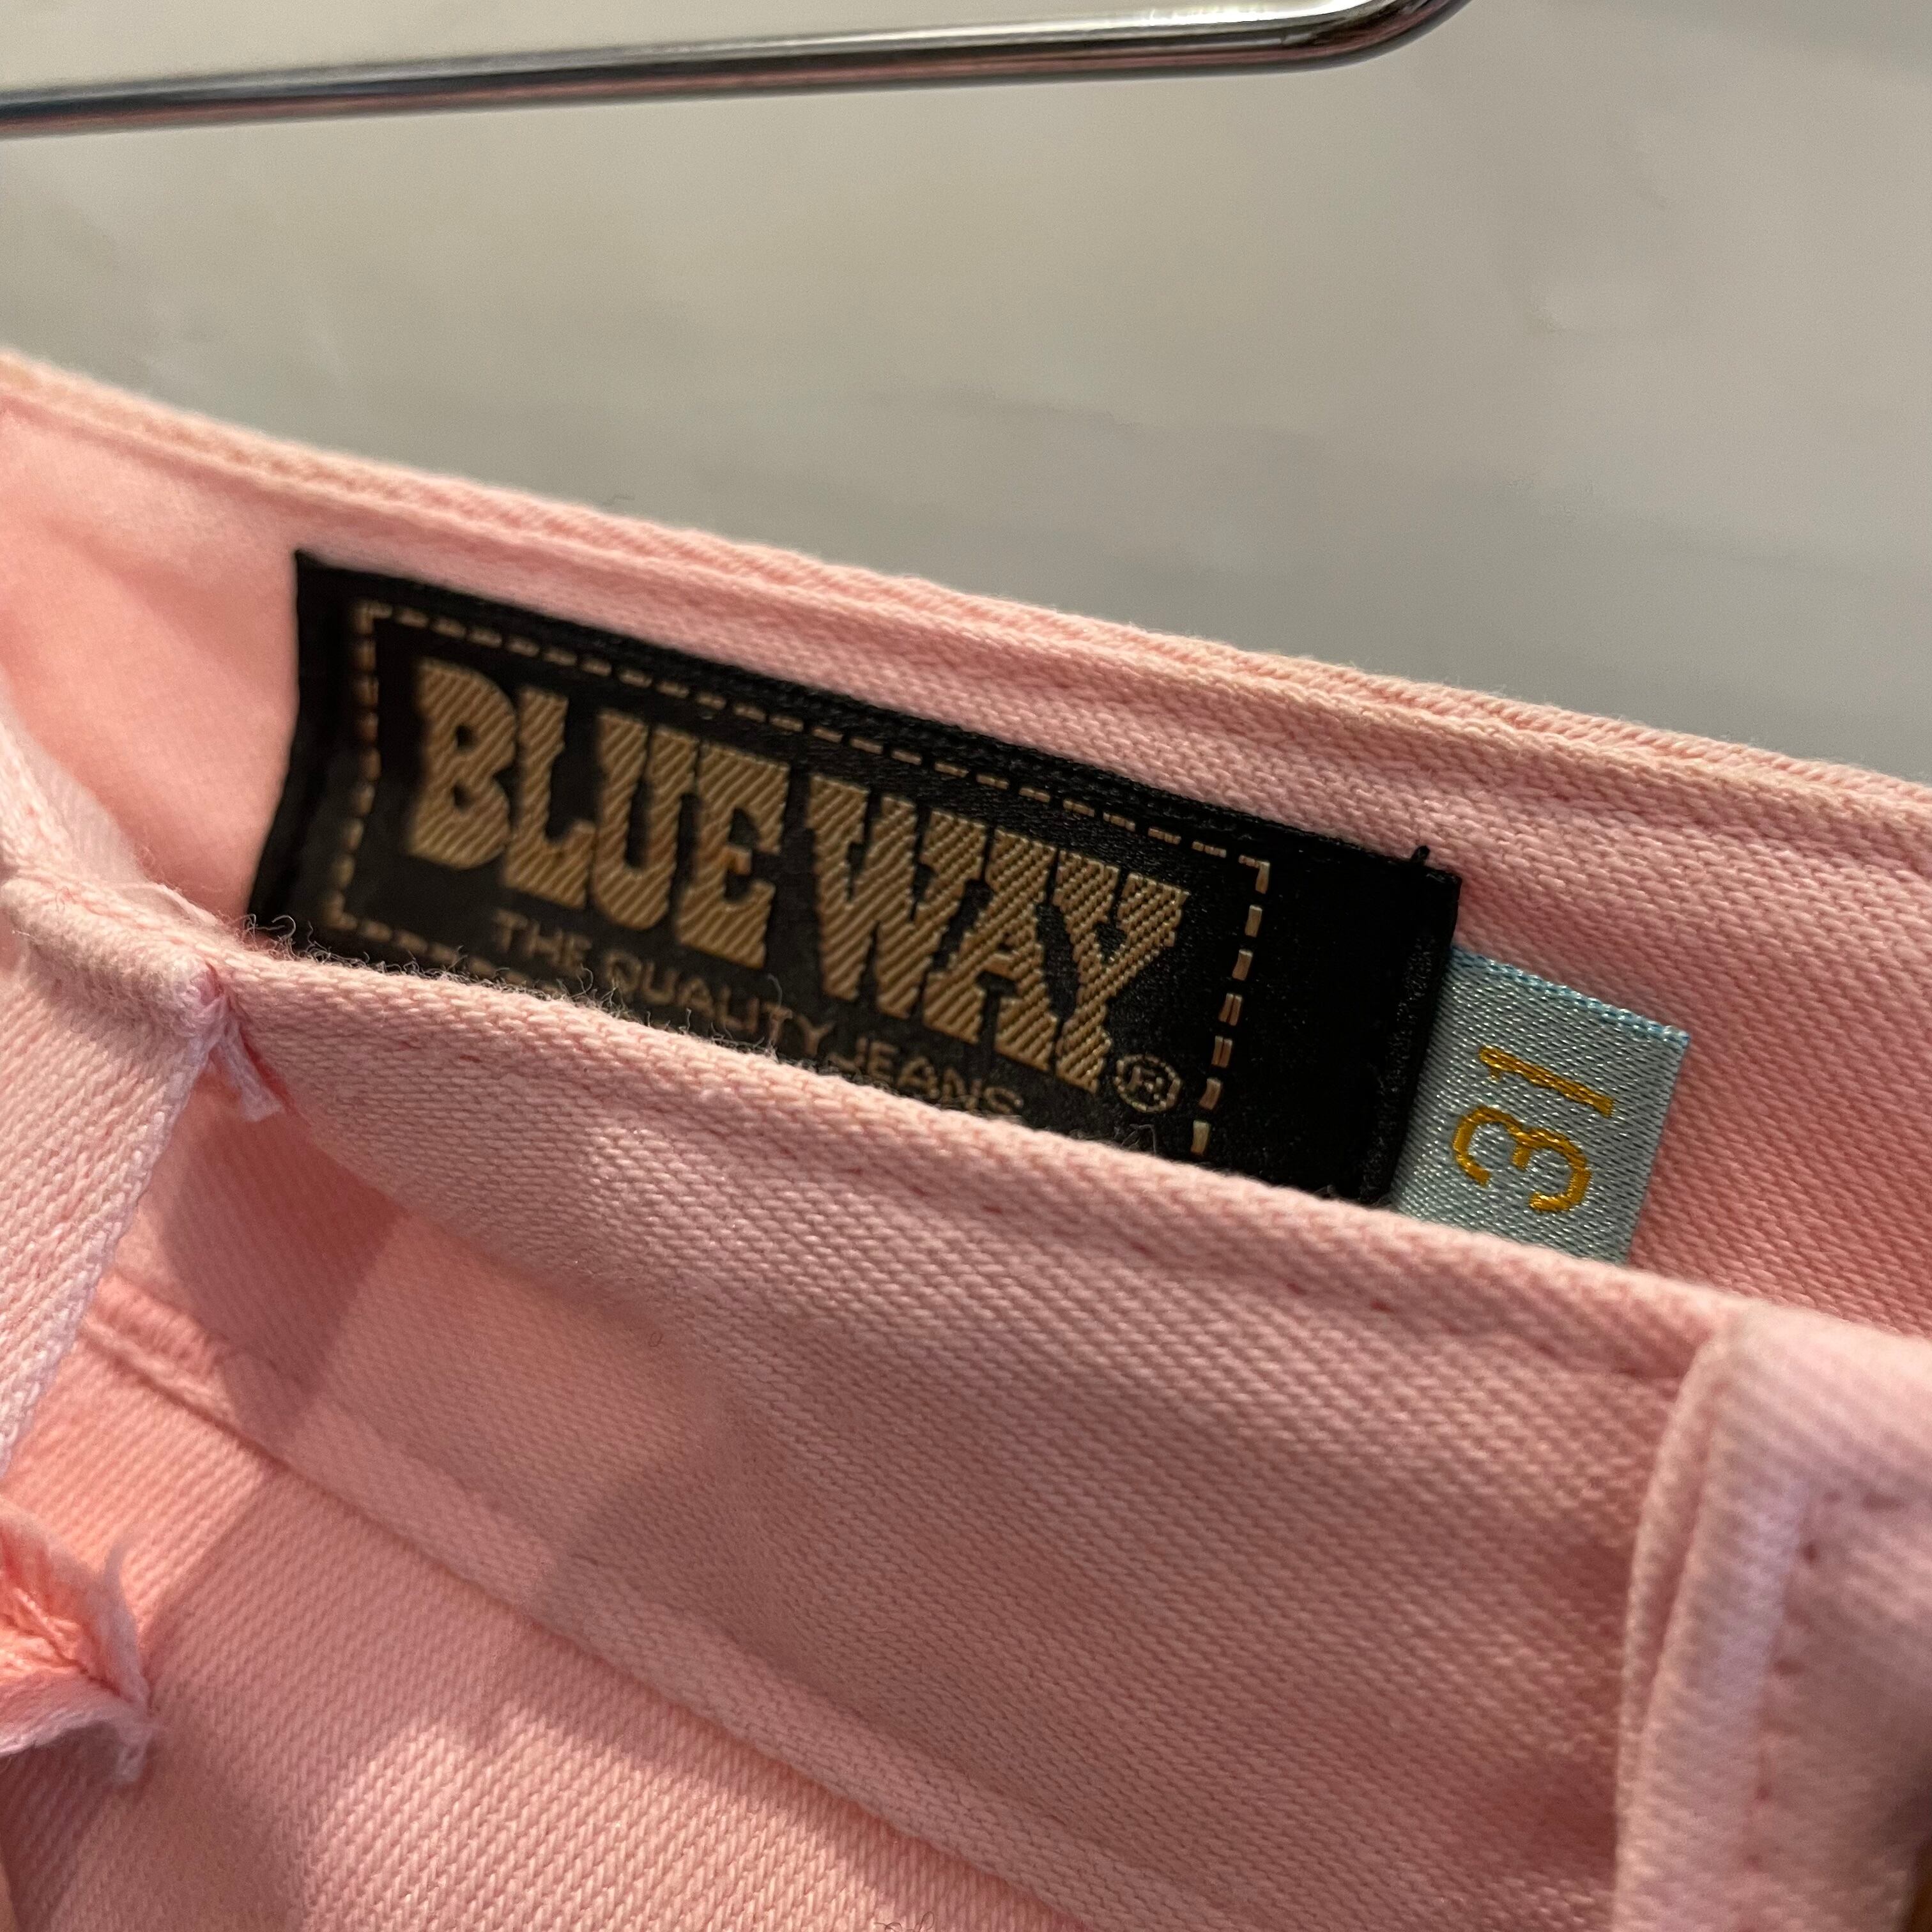 BLUE WAY®
THE QUALITY JEANS
31